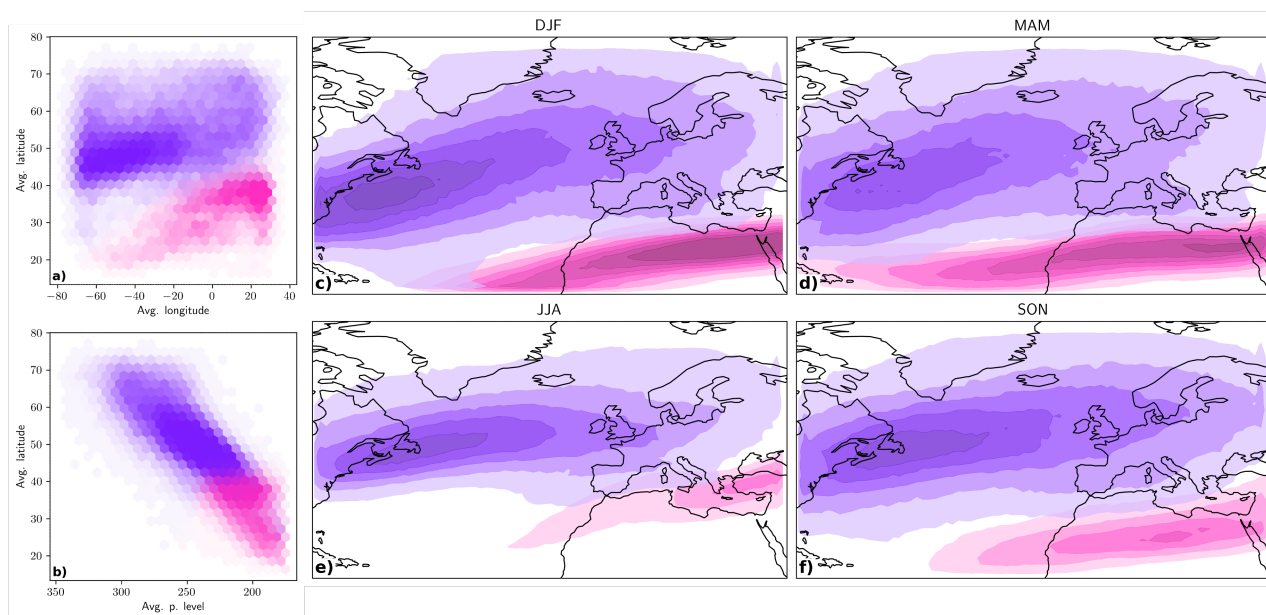 DJF
MAM
80
70
60
50
40
30
20
Avg. latitude
a)
−80
−60
−40
−20
0
20
40
Avg. longitude
c)
d)
JJA
SON
80
70
60
50
40
30
20
Avg. latitude
b)
350
300
250
200
Avg. p. level
e)
f)